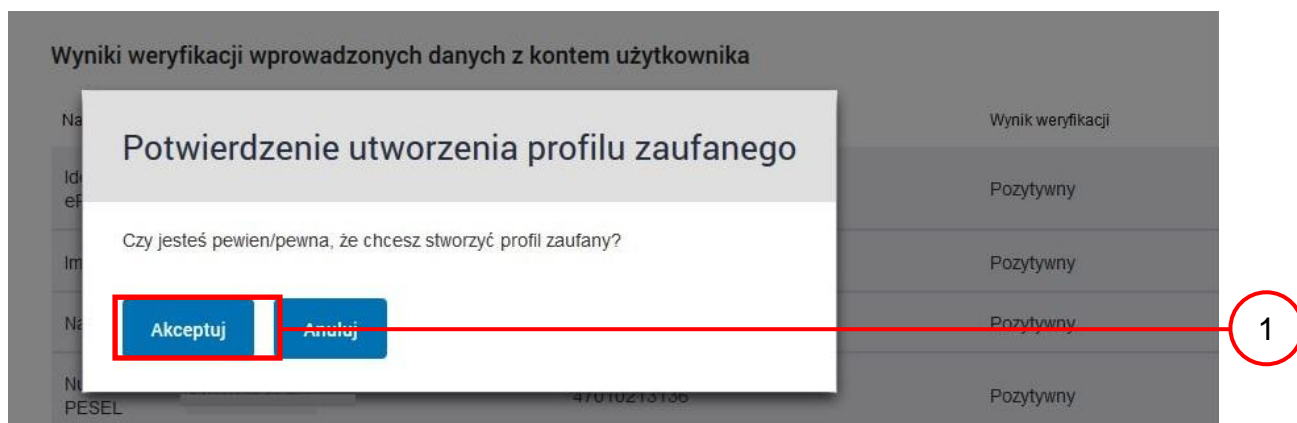 Wyniki weryfikacji wprowadzonych danych z kontem użytkownika
Wynik weryfikacji
Potwierdzenie utworzenia profilu zaufanego
Pozytywny
Czy jesteś pewien/pewna, że chcesz stworzyć profil zaufany?
Pozytywny
Akceptuj
Anuluj
Pozytywny
1
PESEL
47010213136
Pozytywny